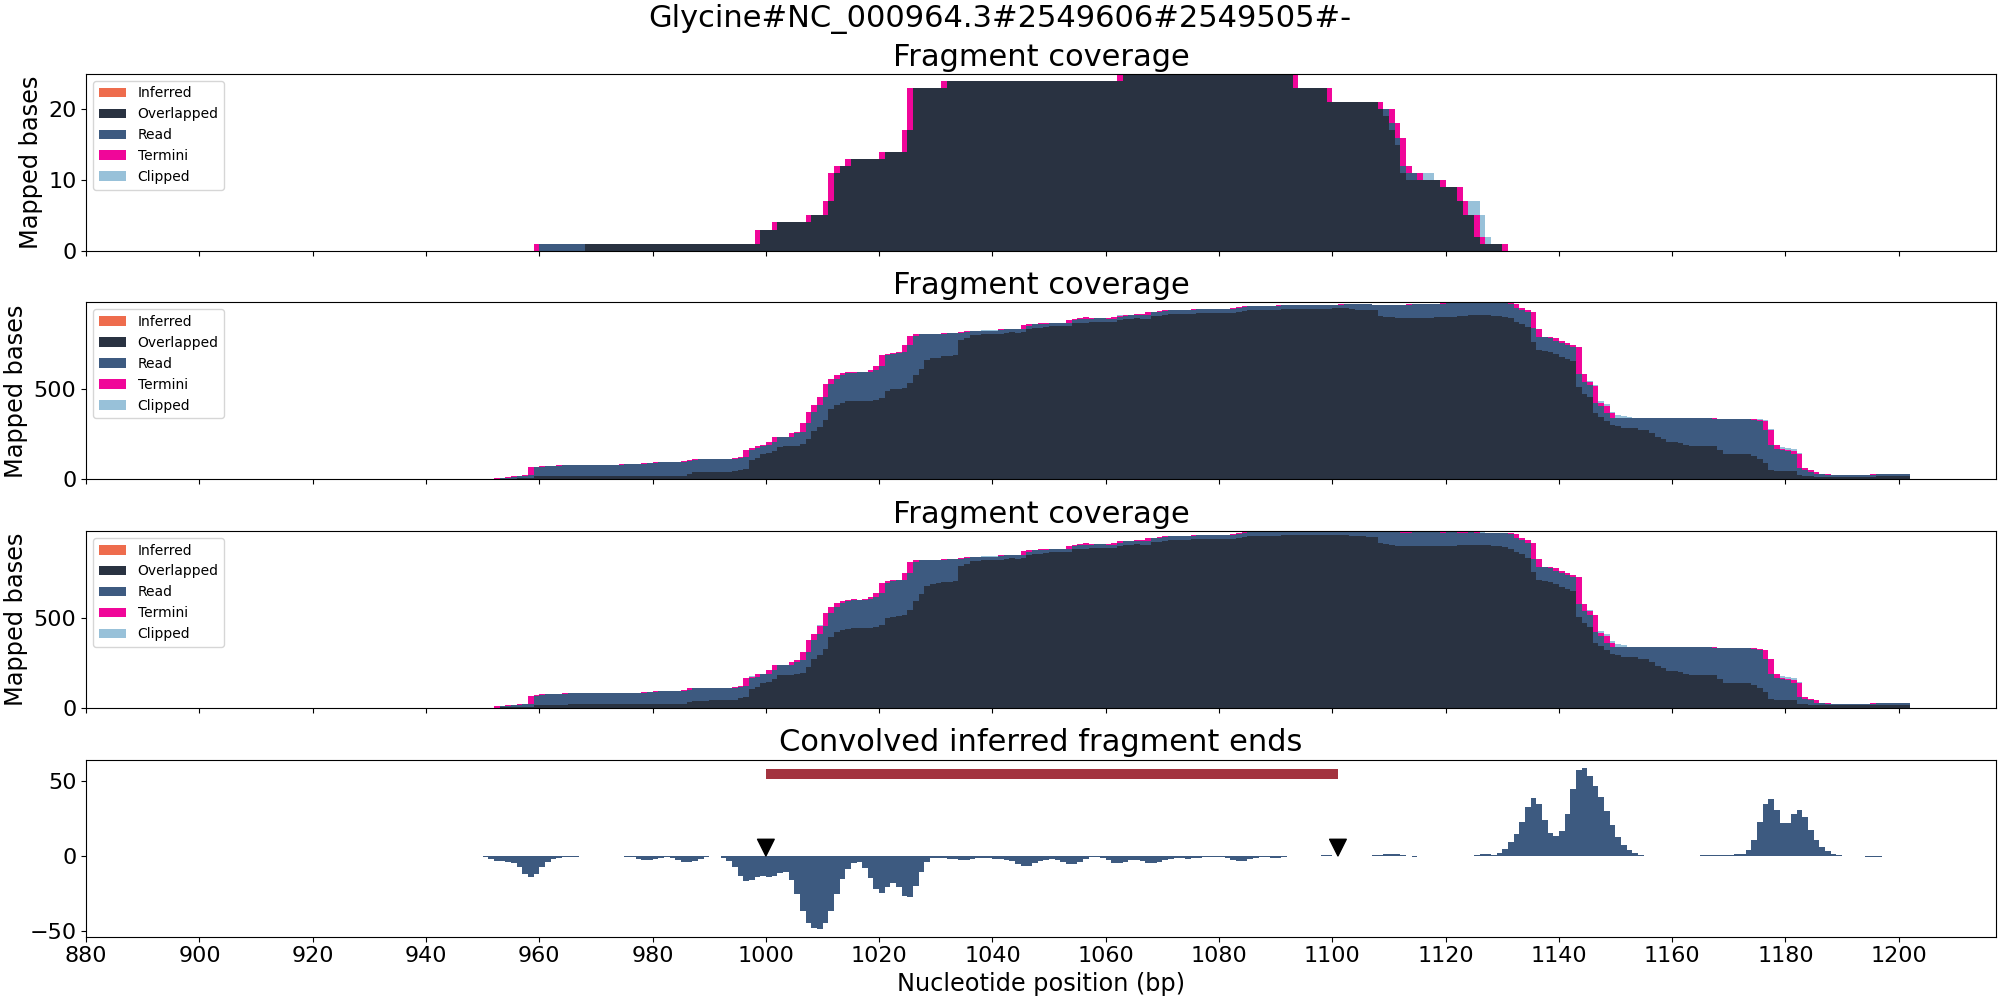 Glycine#NC_000964.3#2549606#2549505#-
Fragment coverage
Mapped bases
20
10
0
Inferred
Overlapped
Read
Termini
Clipped
Fragment coverage
Mapped bases
500
0
Inferred
Overlapped
Read
Termini
Clipped
Fragment coverage
Mapped bases
500
0
Inferred
Overlapped
Read
Termini
Clipped
Convolved inferred fragment ends
50
0
−50
880 900 920 940 960 980 1000 1020 1040 1060 1080 1100 1120 1140 1160 1180 1200
Nucleotide position (bp)